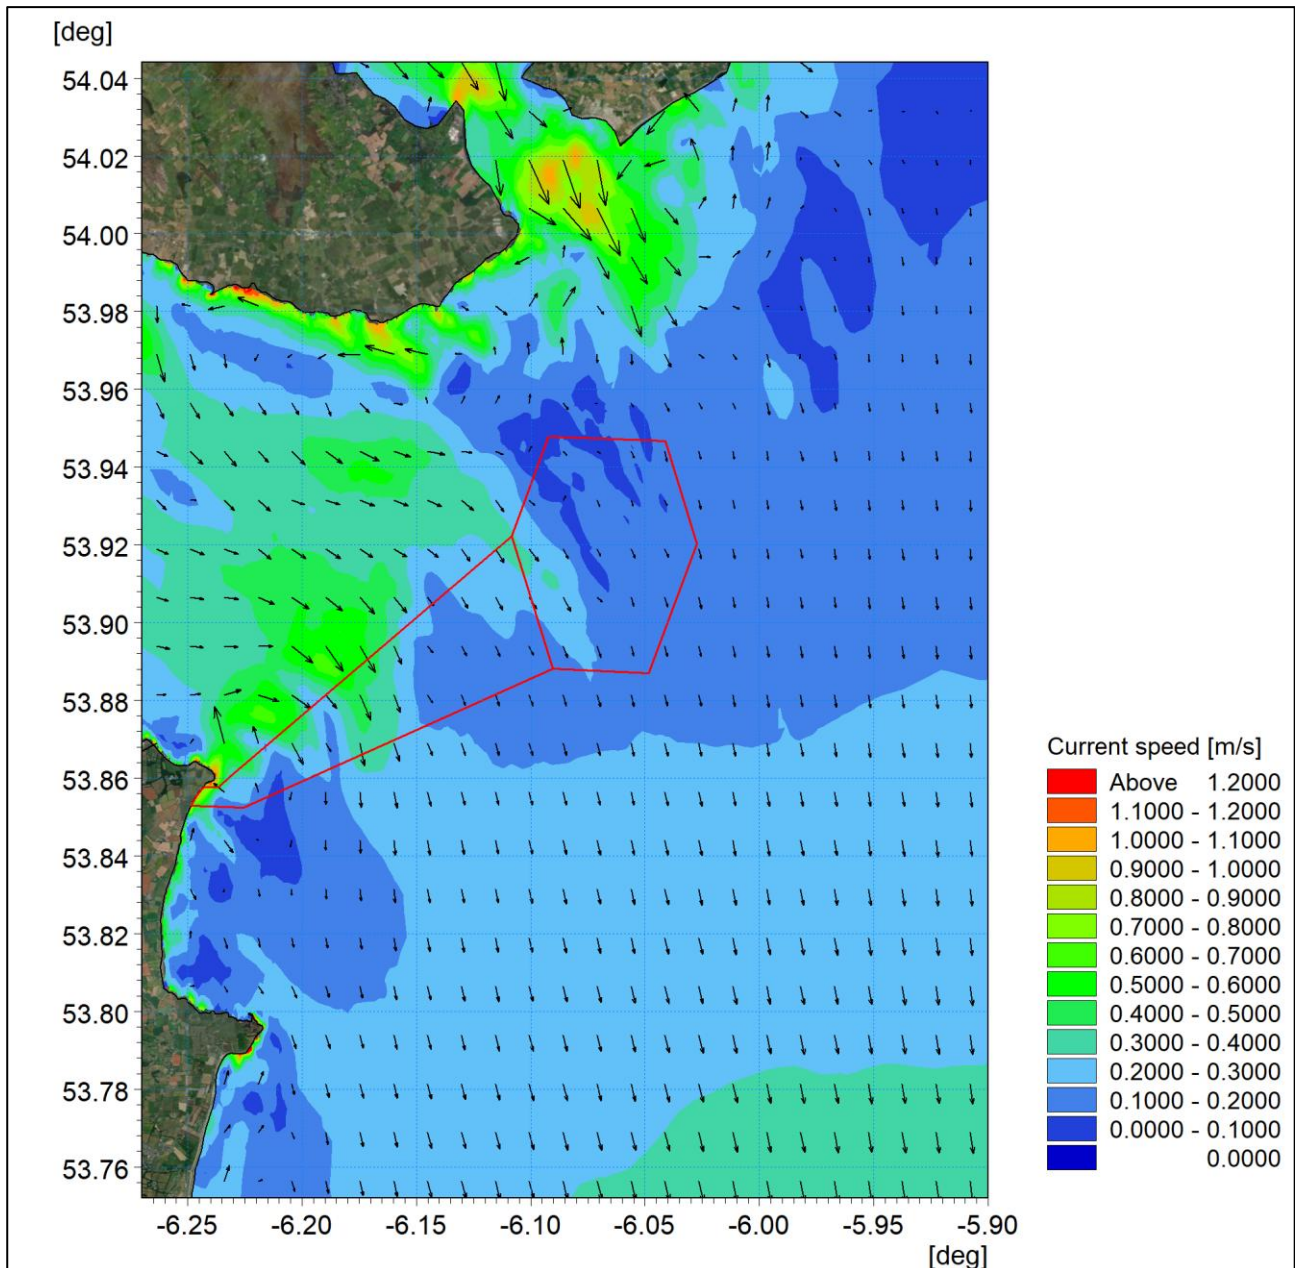 [deg]
54.04
54.02
54.00
53.98
53.96
53.94
53.92
53.90
53.88
53.86
53.84
53.82
53.80
53.78
53.76
-6.25 -6.20 -6.15 -6.10 -6.05 -6.00 -5.95 -5.90
[deg]
Current speed [m/s]
Above 1.2000
1.1000 - 1.2000
1.0000 - 1.1000
0.9000 - 1.0000
0.8000 - 0.9000
0.7000 - 0.8000
0.6000 - 0.7000
0.5000 - 0.6000
0.4000 - 0.5000
0.3000 - 0.4000
0.2000 - 0.3000
0.1000 - 0.2000
0.0000 - 0.1000
0.0000